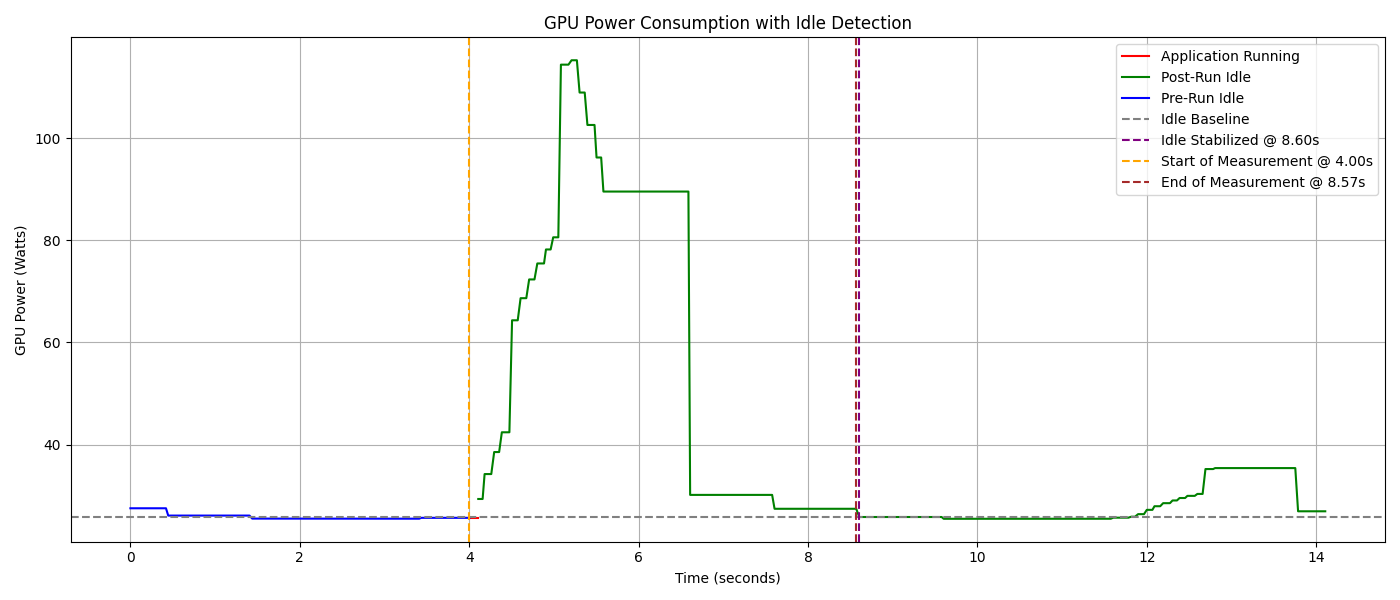 GPU Power Consumption with Idle Detection
Application Running
Post-Run Idle
Pre-Run Idle
Idle Baseline
Idle Stabilized @ 8.60s
Start of Measurement @ 4.00s
End of Measurement @ 8.57s
GPU Power (Watts)
100
80
60
40
0 2 4 6 8 10 12 14
Time (seconds)